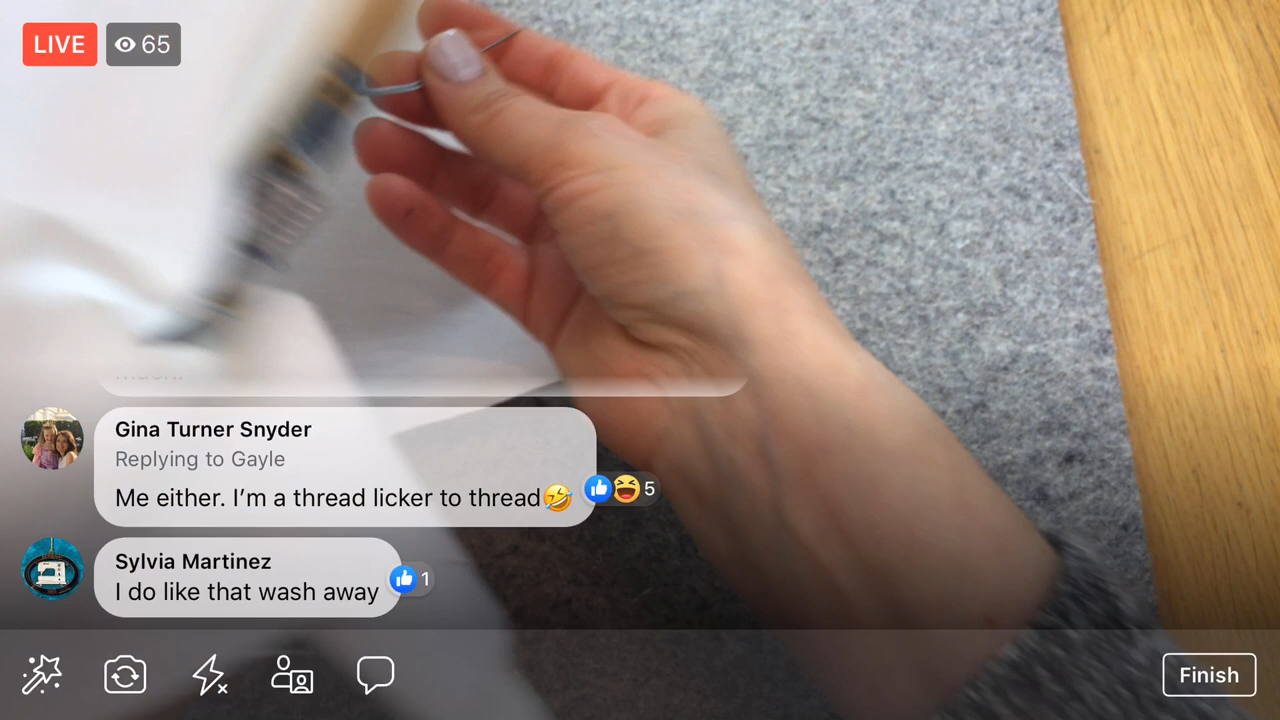 LIVE
65
Gina Turner Snyder
Replying to Gayle
Me either. I’m a thread licker to thread🤣
5
Sylvia Martinez
I do like that wash away
1
Finish